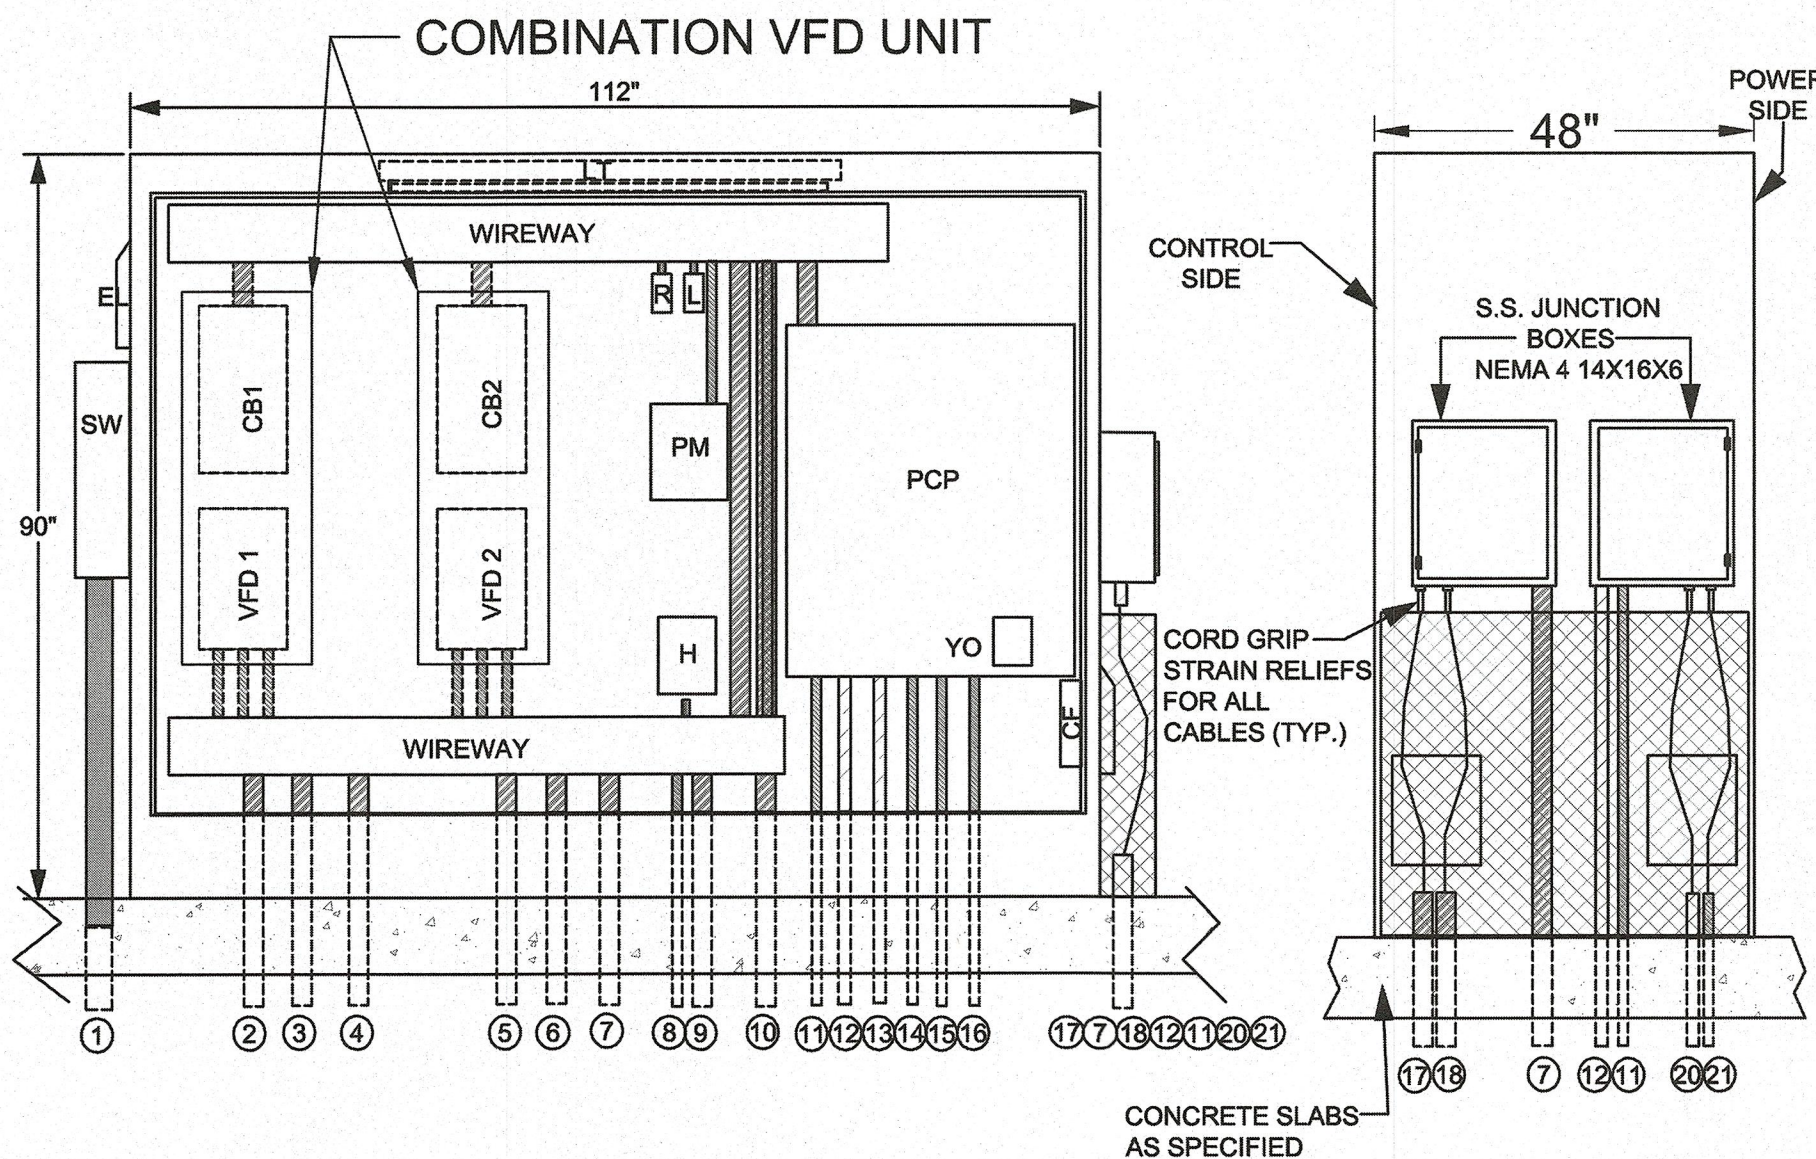 COMBINATION VFD UNIT
112"
POWER
SIDE
48"
WIREWAY
CONTROL
SIDE
EL
R
L
S.S. JUNCTION
BOXES
NEMA 4 14X16X6
SW
CB1
CB2
PM
PCP
90"
VFD 1
VFD 2
H
YO
CORD GRIP
STRAIN RELIEFS
FOR ALL
CABLES (TYP.)
CF
WIREWAY
1 2 3 4 5 6 7 8 9 10 11 12 13 14 15 16 17 7 18 12 11 20 21
17 18 7 12 11 20 21
CONCRETE SLABS
AS SPECIFIED